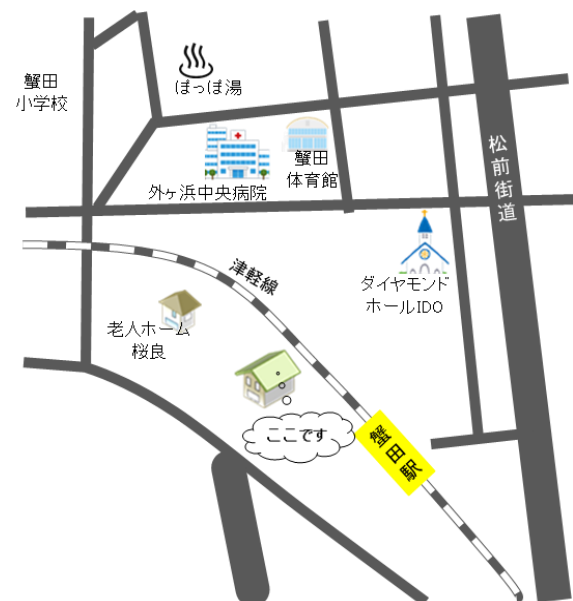 蟹田
小学校
ぽっぽ湯
蟹田
体育館
外ヶ浜中央病院
松前街道
ダイヤモンド
ホールIDO
津軽線
老人ホーム
桜良
ここです
蟹田駅